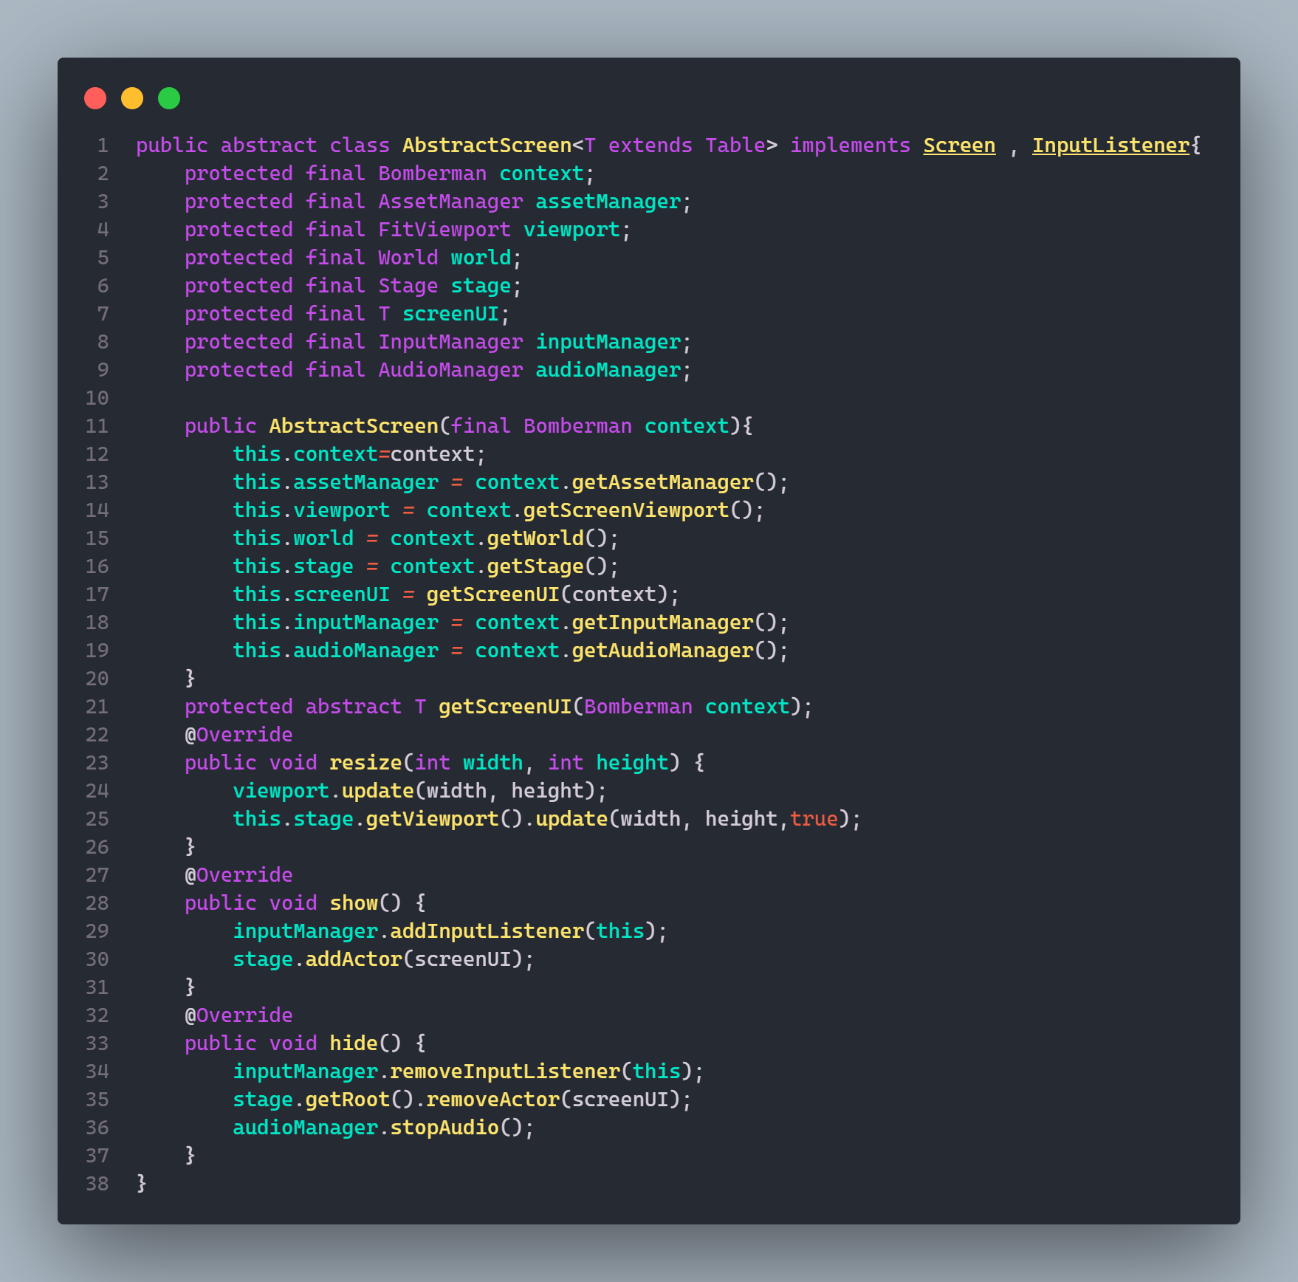 1 public abstract class AbstractScreen<T extends Table> implements Screen , InputListener{
2     protected final Bomberman context;
3     protected final AssetManager assetManager;
4     protected final FitViewport viewport;
5     protected final World world;
6     protected final Stage stage;
7     protected final T screenUI;
8     protected final InputManager inputManager;
9     protected final AudioManager audioManager;
10
11     public AbstractScreen(final Bomberman context){
12         this.context=context;
13         this.assetManager = context.getAssetManager();
14         this.viewport = context.getScreenViewport();
15         this.world = context.getWorld();
16         this.stage = context.getStage();
17         this.screenUI = getScreenUI(context);
18         this.inputManager = context.getInputManager();
19         this.audioManager = context.getAudioManager();
20     }
21     protected abstract T getScreenUI(Bomberman context);
22     @Override
23     public void resize(int width, int height) {
24         viewport.update(width, height);
25         this.stage.getViewport().update(width, height,true);
26     }
27     @Override
28     public void show() {
29         inputManager.addInputListener(this);
30         stage.addActor(screenUI);
31     }
32     @Override
33     public void hide() {
34         inputManager.removeInputListener(this);
35         stage.getRoot().removeActor(screenUI);
36         audioManager.stopAudio();
37     }
38 }